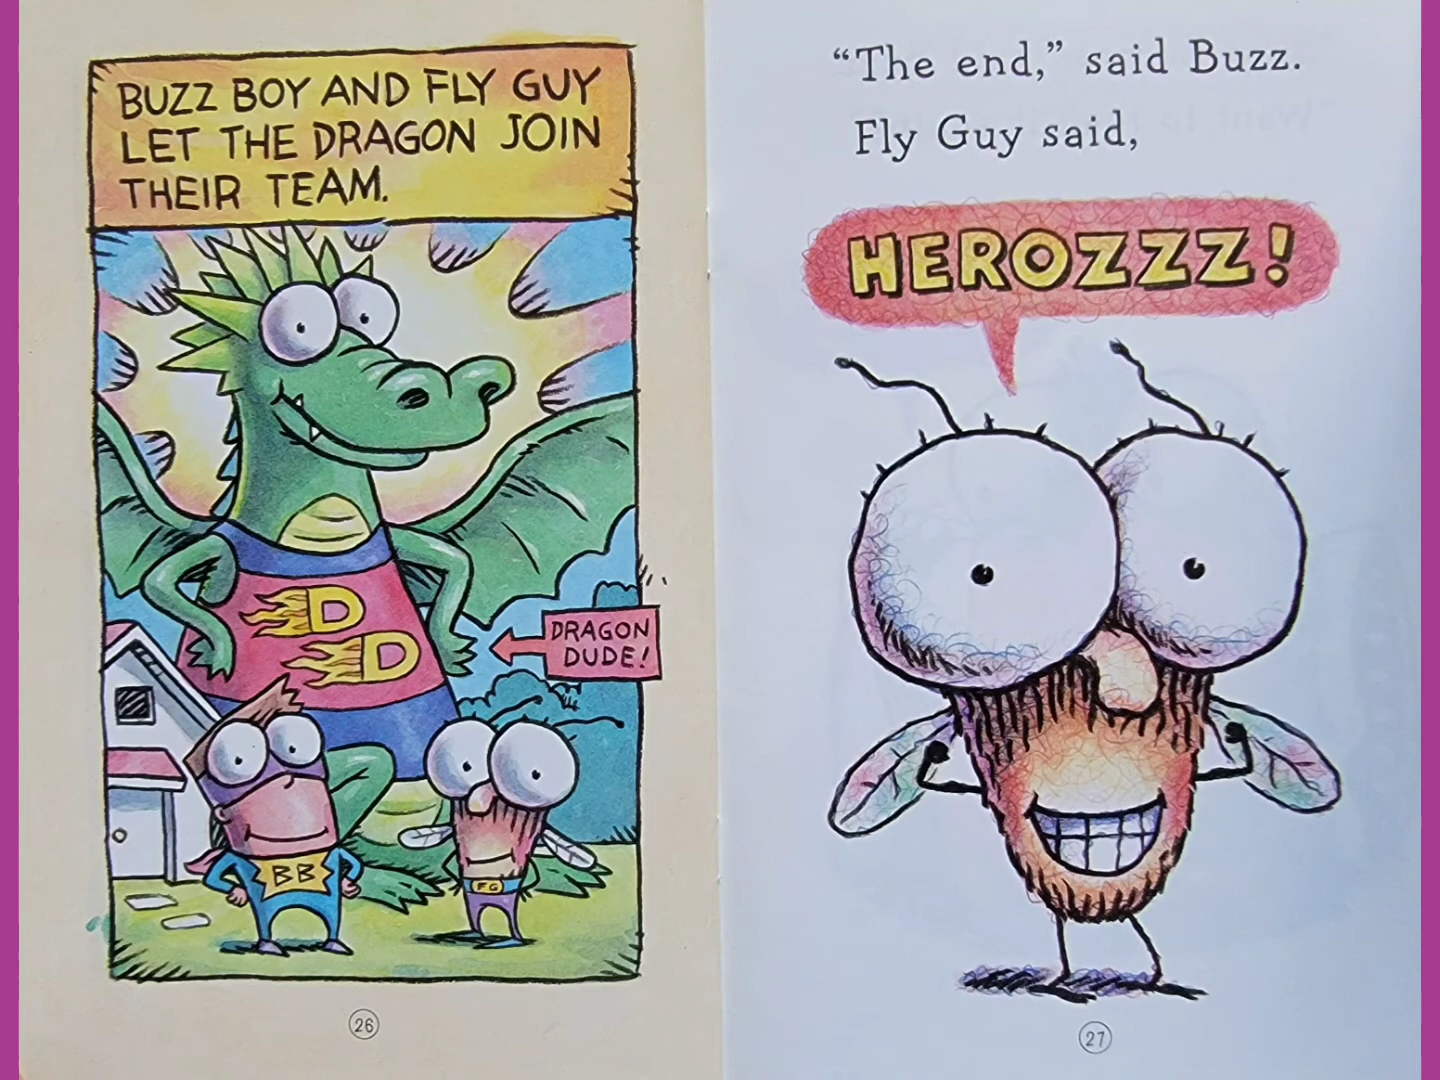 BUZZ BOY AND FLY GUY
LET THE DRAGON JOIN
THEIR TEAM.
D
D
DRAGON
DUDE!
BB
FG
26
“The end,” said Buzz.
Fly Guy said,
HEROZZZ!
27